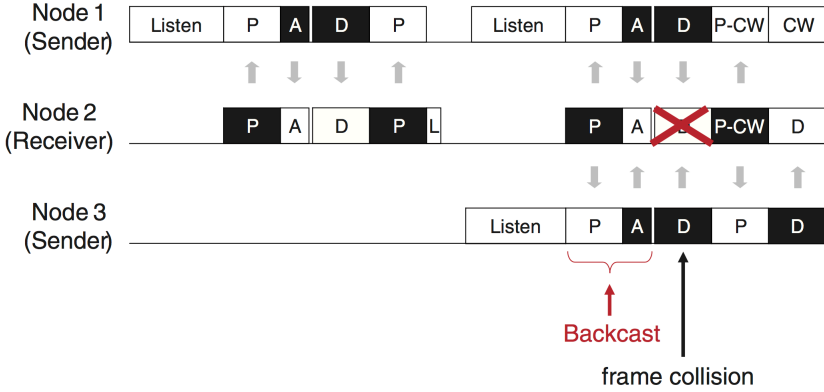 Node 1
(Sender)
Listen P A D P Listen P A D P-CW CW
Node 2
(Receiver)
P A D P L P A D P-CW D
Node 3
(Sender)
Listen P A D P D
Backcast
frame collision